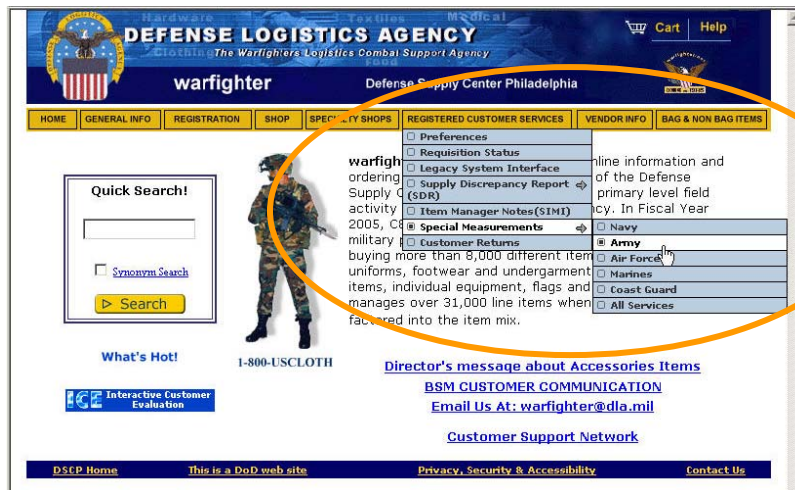 Hardware Textiles Medical
DEFENSE LOGISTICS AGENCY
Clothing The Warfighters Logistics Combat Support Agency
FOOD
Cart Help
warfighter Defense Supply Center Philadelphia
HOME GENERAL INFO REGISTRATION SHOP SPECIALTY SHOPS REGISTERED CUSTOMER SERVICES VENDOR INFO BAG & NON BAG ITEMS
Preferences
Requisition Status
Legacy System Interface
Supply Discrepancy Report
(SDR)
Item Manager Notes(SIMI)
Special Measurements
Customer Returns
Navy
Army
Air Force
Marines
Coast Guard
All Services
Quick Search!
Synonym Search
Search
What's Hot!
Interactive Customer
Evaluation
1-800-USCLOTH
warfigh nline information and
ordering of the Defense
Supply C primary level field
activity cy. In Fiscal Year
2005, C
military p
buying more than 8,000 different item
uniforms, footwear and undergarment
items, individual equipment, flags and
manages over 31,000 line items when
factored into the item mix.
Director's message about Accessories Items
BSM CUSTOMER COMMUNICATION
Email Us At: warfighter@dla.mil
Customer Support Network
DSCP Home This is a DoD web site Privacy, Security & Accessibility Contact Us